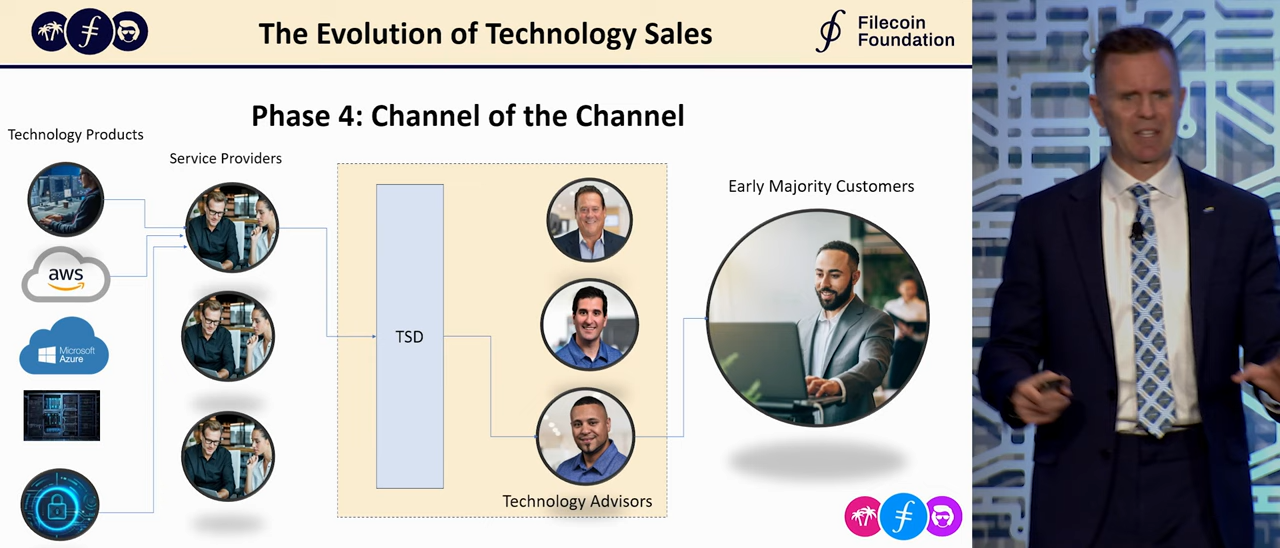 The Evolution of Technology Sales
Filecoin
Foundation
Phase 4: Channel of the Channel
Technology Products
Service Providers
Early Majority Customers
aws
Microsoft
Azure
TSD
Technology Advisors